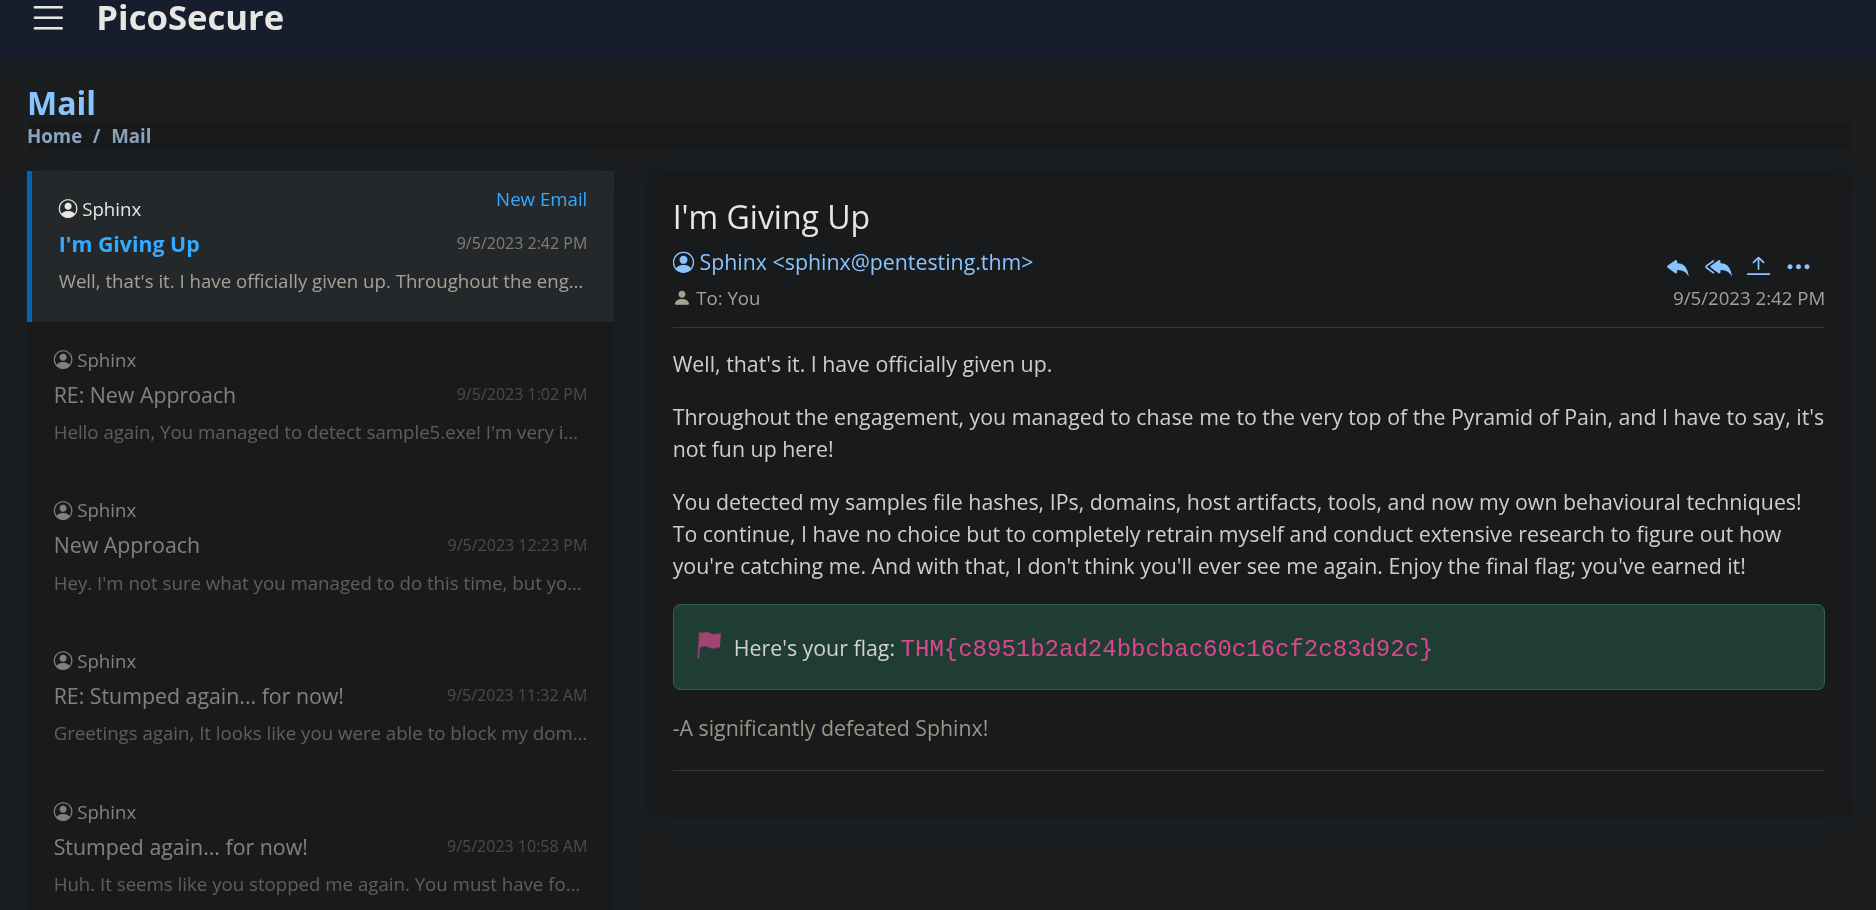 PicoSecure
Mail
Home / Mail
Sphinx
New Email
I'm Giving Up
9/5/2023 2:42 PM
Well, that's it. I have officially given up. Throughout the eng...
Sphinx
RE: New Approach
9/5/2023 1:02 PM
Hello again, You managed to detect sample5.exe! I'm very i...
Sphinx
New Approach
9/5/2023 12:23 PM
Hey. I'm not sure what you managed to do this time, but yo...
Sphinx
RE: Stumped again... for now!
9/5/2023 11:32 AM
Greetings again, It looks like you were able to block my dom...
Sphinx
Stumped again... for now!
9/5/2023 10:58 AM
Huh. It seems like you stopped me again. You must have fo...
I'm Giving Up
Sphinx <sphinx@pentesting.thm>
To: You
9/5/2023 2:42 PM
Well, that's it. I have officially given up.
Throughout the engagement, you managed to chase me to the very top of the Pyramid of Pain, and I have to say, it's
not fun up here!
You detected my samples file hashes, IPs, domains, host artifacts, tools, and now my own behavioural techniques!
To continue, I have no choice but to completely retrain myself and conduct extensive research to figure out how
you're catching me. And with that, I don't think you'll ever see me again. Enjoy the final flag; you've earned it!
Here's your flag: THM{c8951b2ad24bbcbac60c16cf2c83d92c}
-A significantly defeated Sphinx!